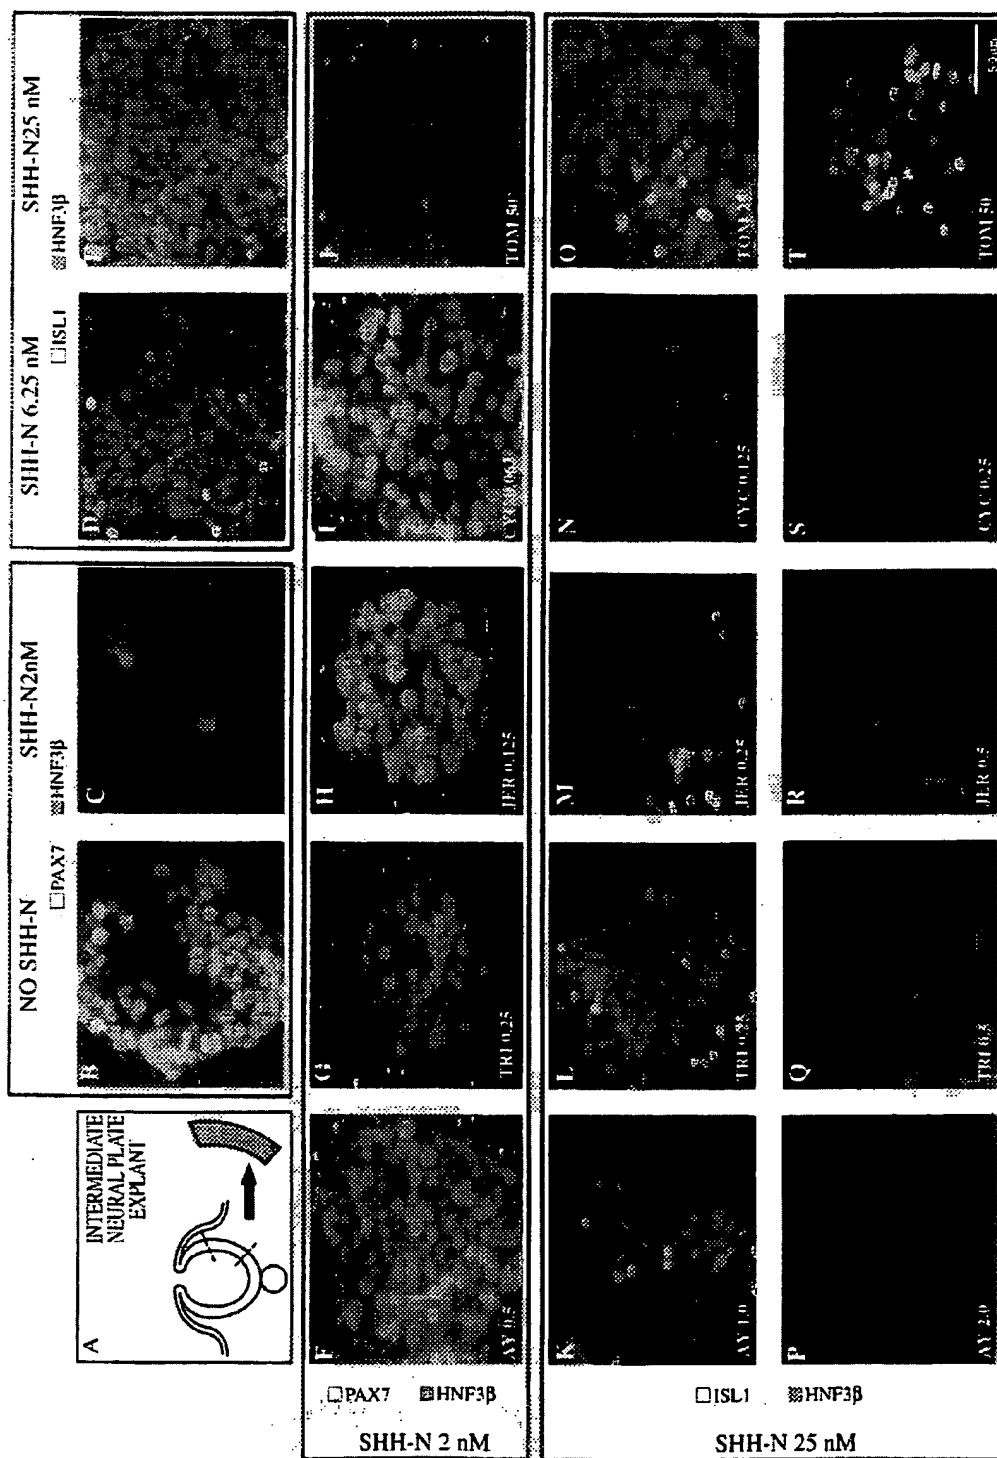 NO SHH-N
SHH-N2nM
SHH-N 6.25 nM
SHH-N25 nM
PAX7
HNF3β
ISL1
HNF3β
A
INTERMEDIATE
NEURAL PLATE
EXPLANT
B
C
D
SHH-N 2 nM
PAX7
HNF3β
F
AY 0.5
G
TRI 0.25
H
JER 0.125
I
TOM 50
SHH-N 25 nM
ISL1
HNF3β
K
AY 1.0
L
TRI 0.25
M
JER 0.25
N
CYC 0.125
O
TOM 25
P
AY 2.0
Q
TRI 0.5
R
JER 0.5
S
CYC 0.25
T
TOM 50